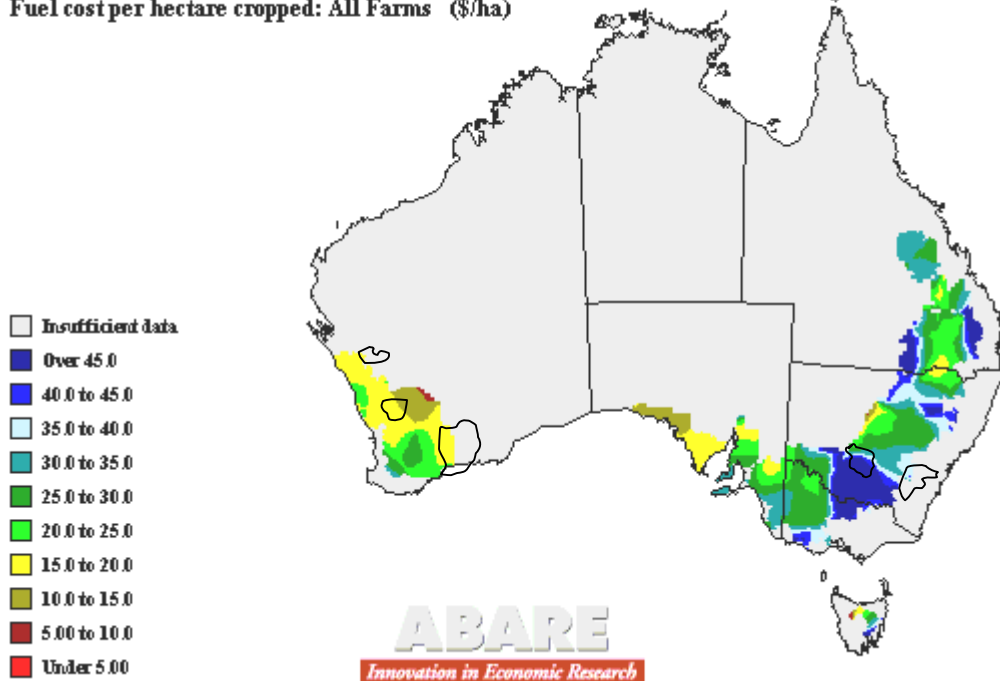 Fuel cost per hectare cropped: All Farms ($/ha)
Insufficient data
Over 45.0
40.0 to 45.0
35.0 to 40.0
30.0 to 35.0
25.0 to 30.0
20.0 to 25.0
15.0 to 20.0
10.0 to 15.0
5.00 to 10.0
Under 5.00
ABARE
Innovation in Economic Research